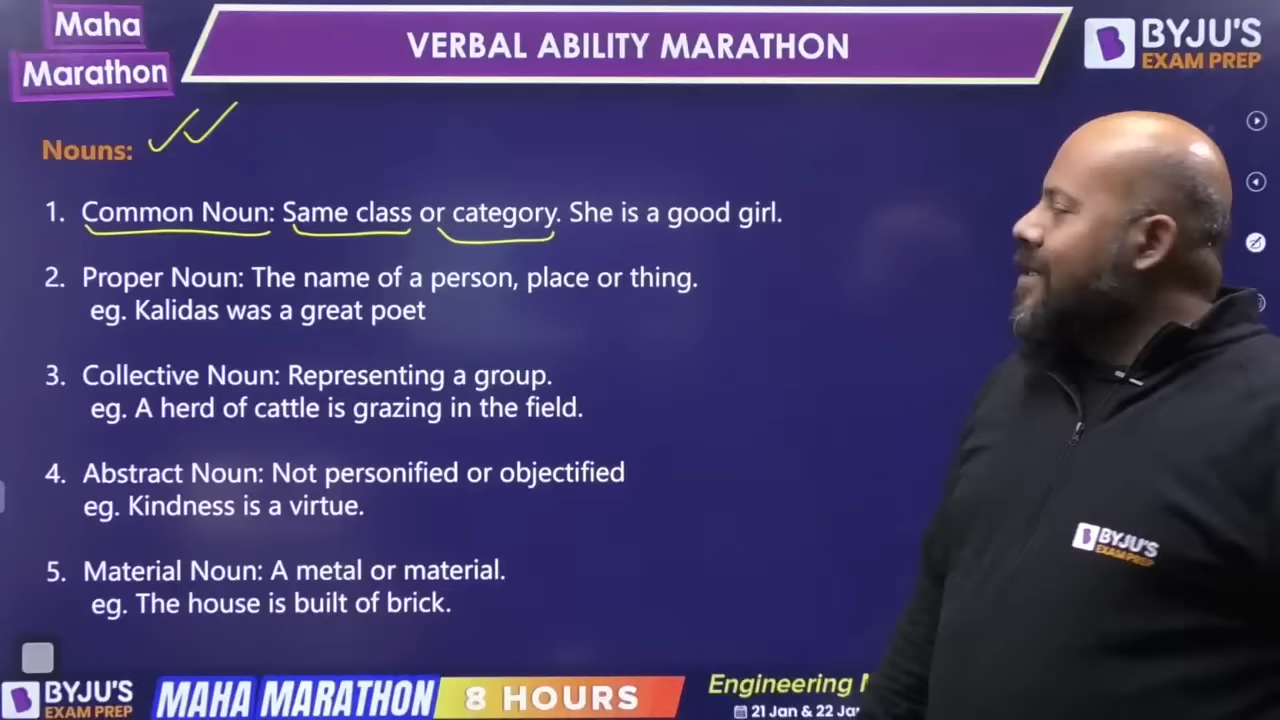 Maha
Marathon
VERBAL ABILITY MARATHON
BYJU'S
EXAM PREP
Nouns:
1. Common Noun: Same class or category. She is a good girl.
2. Proper Noun: The name of a person, place or thing.
eg. Kalidas was a great poet
3. Collective Noun: Representing a group.
eg. A herd of cattle is grazing in the field.
4. Abstract Noun: Not personified or objectified
eg. Kindness is a virtue.
5. Material Noun: A metal or material.
eg. The house is built of brick.
BYJU'S
EXAM PREP
BYJU'S
EXAM PREP
MAHA MARATHON
8 HOURS
Engineering
21 Jan & 22 Jan